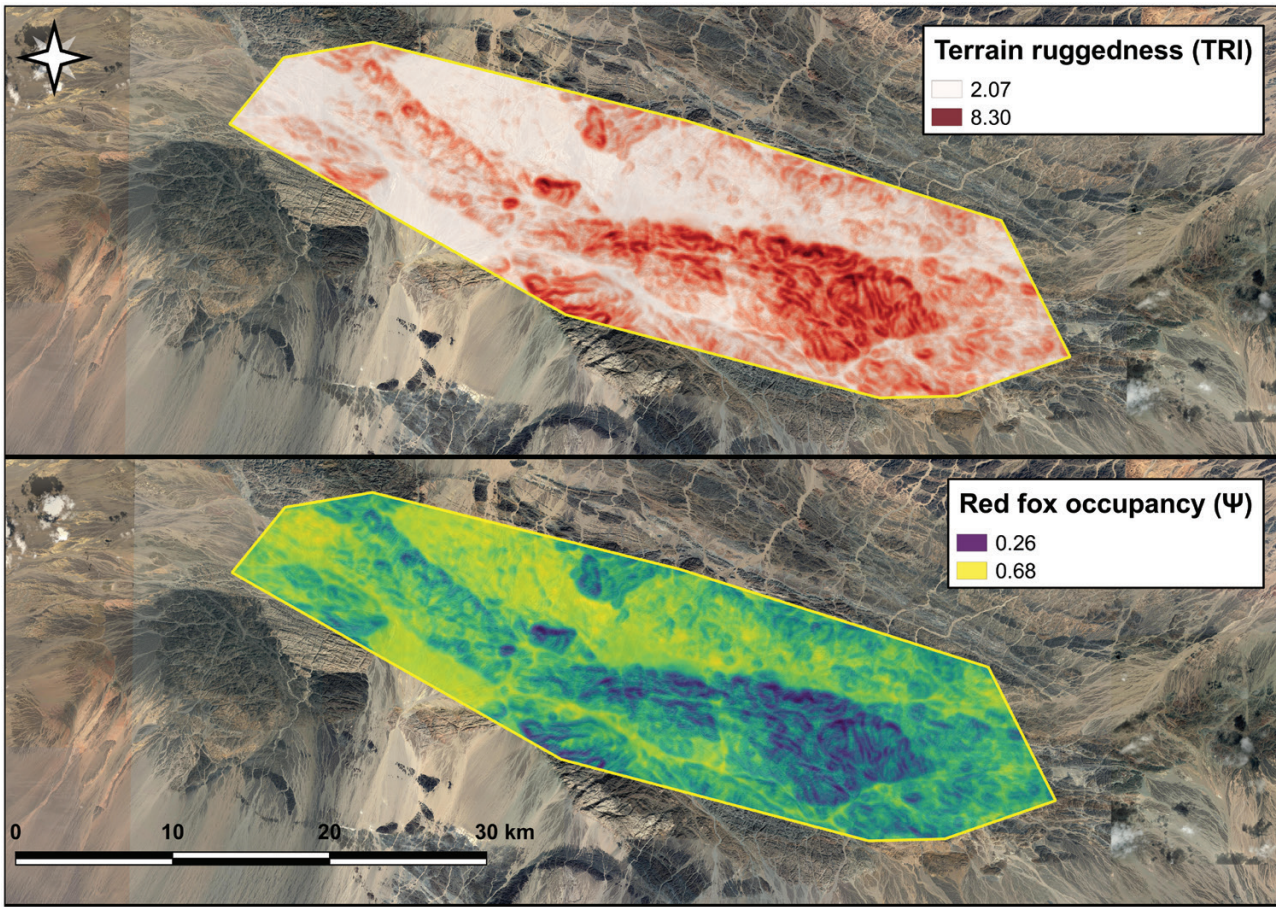 Terrain ruggedness (TRI)
2.07
8.30
Red fox occupancy (Ψ)
0.26
0.68
0 10 20 30 km